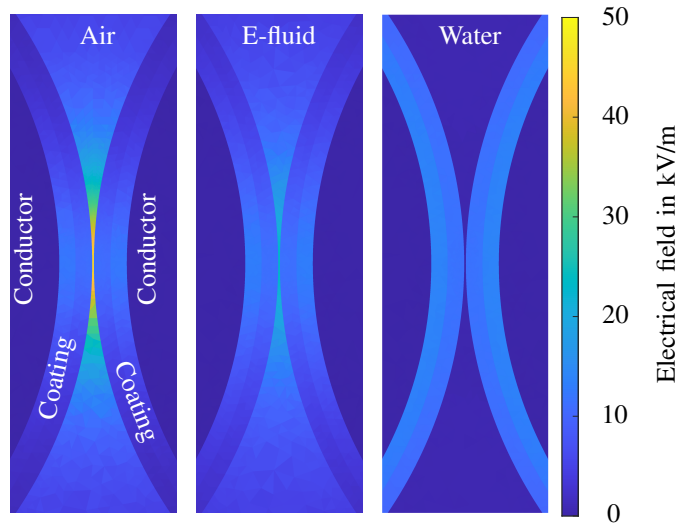 Air
E-fluid
Water
Conductor
Conductor
Coating
Coating
50
40
30
20
10
0
Electrical field in kV/m